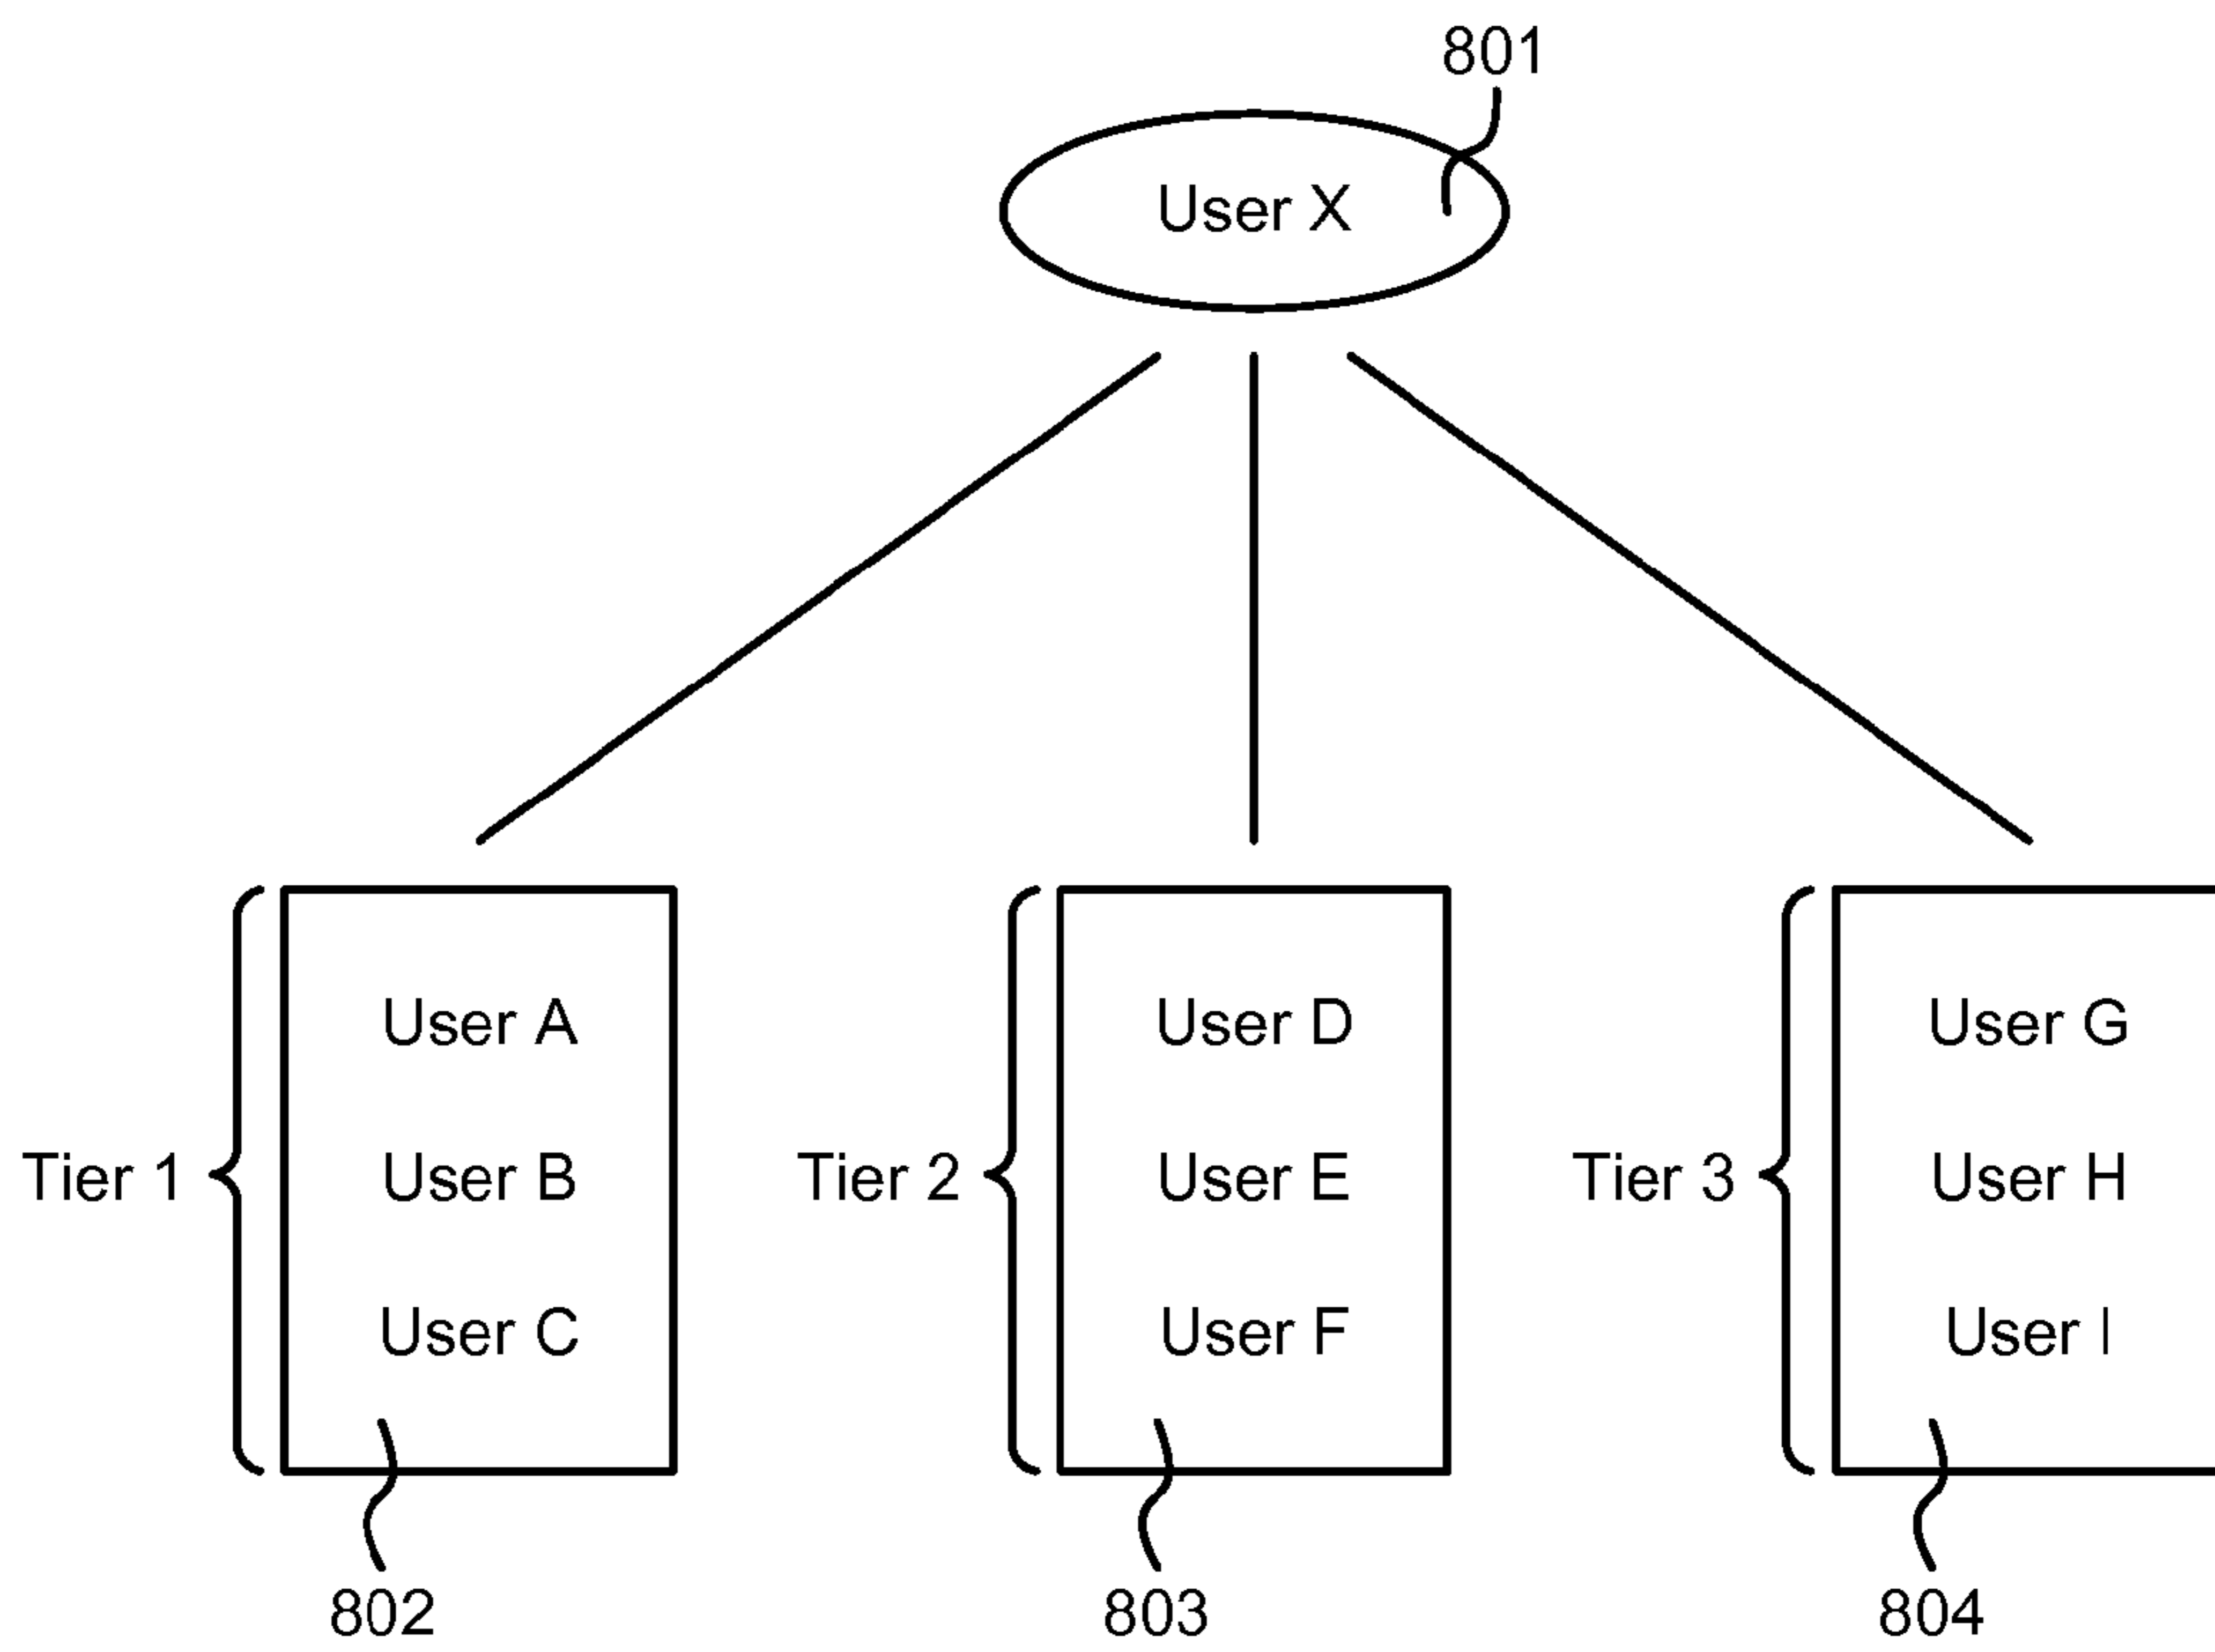 801
User X
User A
User B
User C
Tier 1
802
User D
User E
User F
Tier 2
803
User G
User H
User I
Tier 3
804